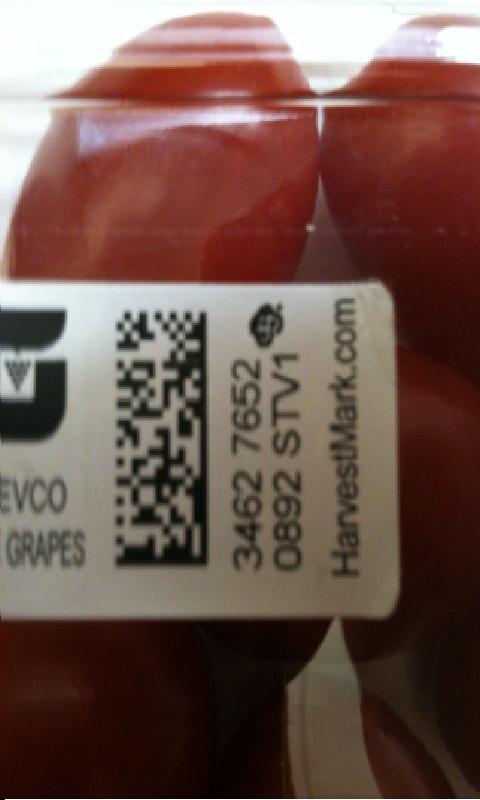 EVCO
GRAPES
3462 7652
0892 STV1
HarvestMark.com